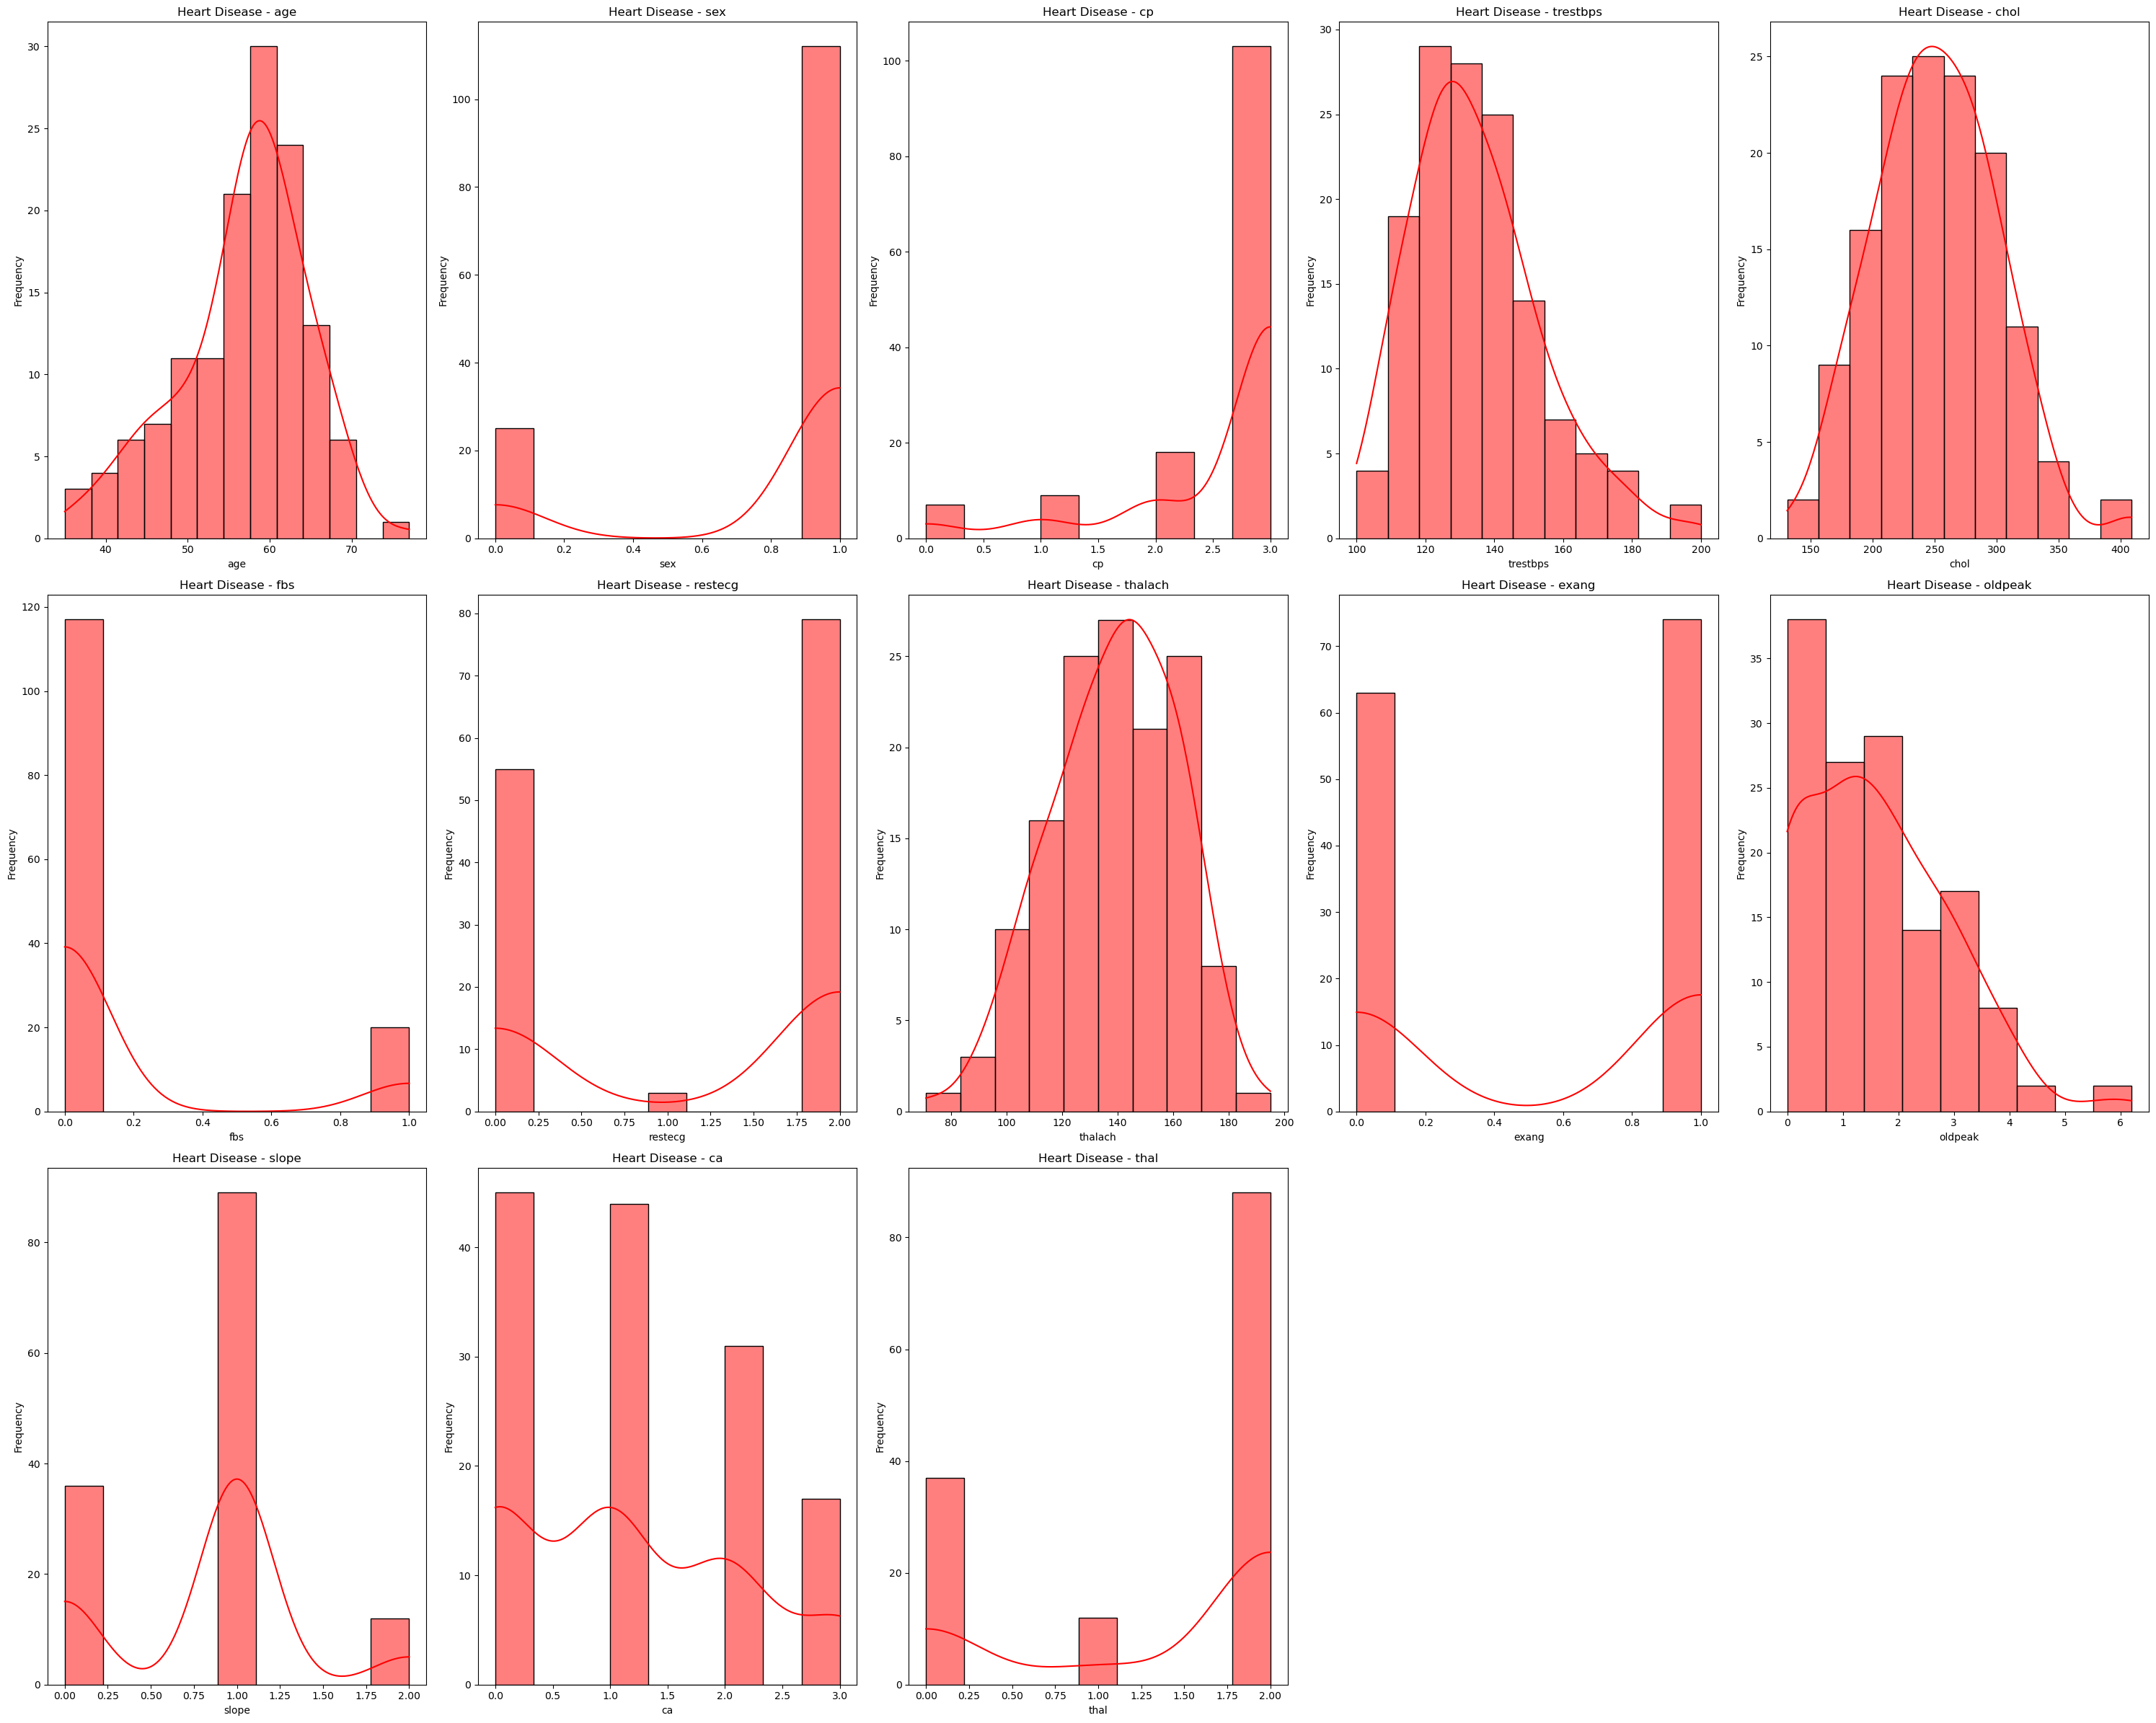 Heart Disease - age
30
25
20
15
10
5
0
Frequency
40 50 60 70
age
Heart Disease - sex
100
80
60
40
20
0
Frequency
0.0 0.2 0.4 0.6 0.8 1.0
sex
Heart Disease - cp
100
80
60
40
20
0
Frequency
0.0 0.5 1.0 1.5 2.0 2.5 3.0
cp
Heart Disease - trestbps
30
25
20
15
10
5
0
Frequency
100 120 140 160 180 200
trestbps
Heart Disease - chol
25
20
15
10
5
0
Frequency
150 200 250 300 350 400
chol
Heart Disease - fbs
120
100
80
60
40
20
0
Frequency
0.0 0.2 0.4 0.6 0.8 1.0
fbs
Heart Disease - restecg
80
70
60
50
40
30
20
10
0
Frequency
0.00 0.25 0.50 0.75 1.00 1.25 1.50 1.75 2.00
restecg
Heart Disease - thalach
25
20
15
10
5
0
Frequency
80 100 120 140 160 180 200
thalach
Heart Disease - exang
70
60
50
40
30
20
10
0
Frequency
0.0 0.2 0.4 0.6 0.8 1.0
exang
Heart Disease - oldpeak
35
30
25
20
15
10
5
0
Frequency
0 1 2 3 4 5 6
oldpeak
Heart Disease - slope
80
60
40
20
0
Frequency
0.00 0.25 0.50 0.75 1.00 1.25 1.50 1.75 2.00
slope
Heart Disease - ca
40
30
20
10
0
Frequency
0.0 0.5 1.0 1.5 2.0 2.5 3.0
ca
Heart Disease - thal
80
60
40
20
0
Frequency
0.00 0.25 0.50 0.75 1.00 1.25 1.50 1.75 2.00
thal